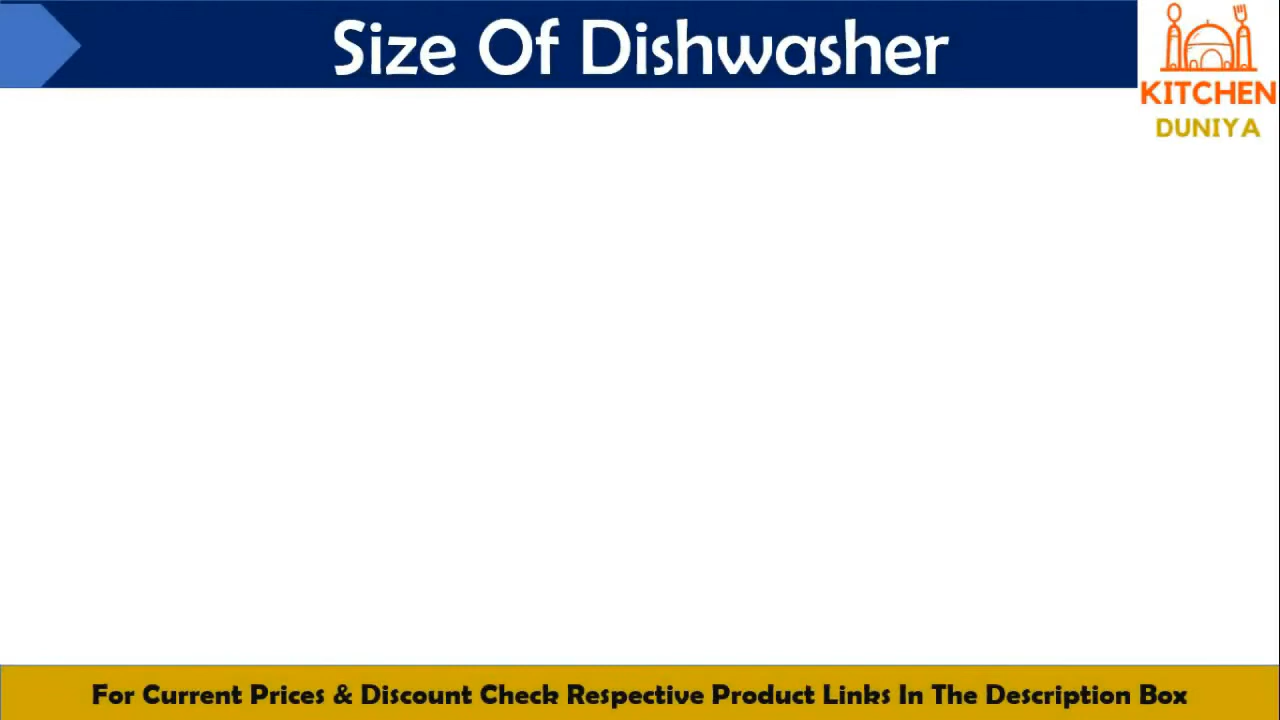 Size Of Dishwasher
KITCHEN
DUNIYA
For Current Prices & Discount Check Respective Product Links In The Description Box